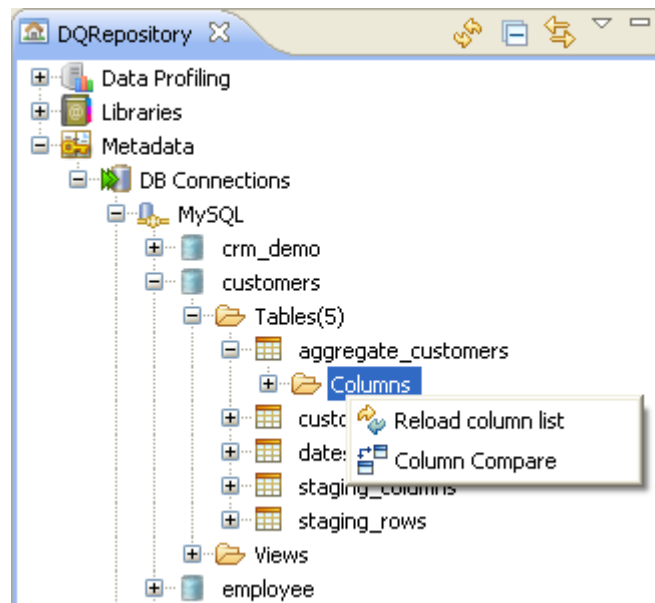 DQRepository
Data Profiling
Libraries
Metadata
DB Connections
MySQL
crm_demo
customers
Tables(5)
aggregate_customers
Columns
Reload column list
Column Compare
staging_columns
staging_rows
Views
employee